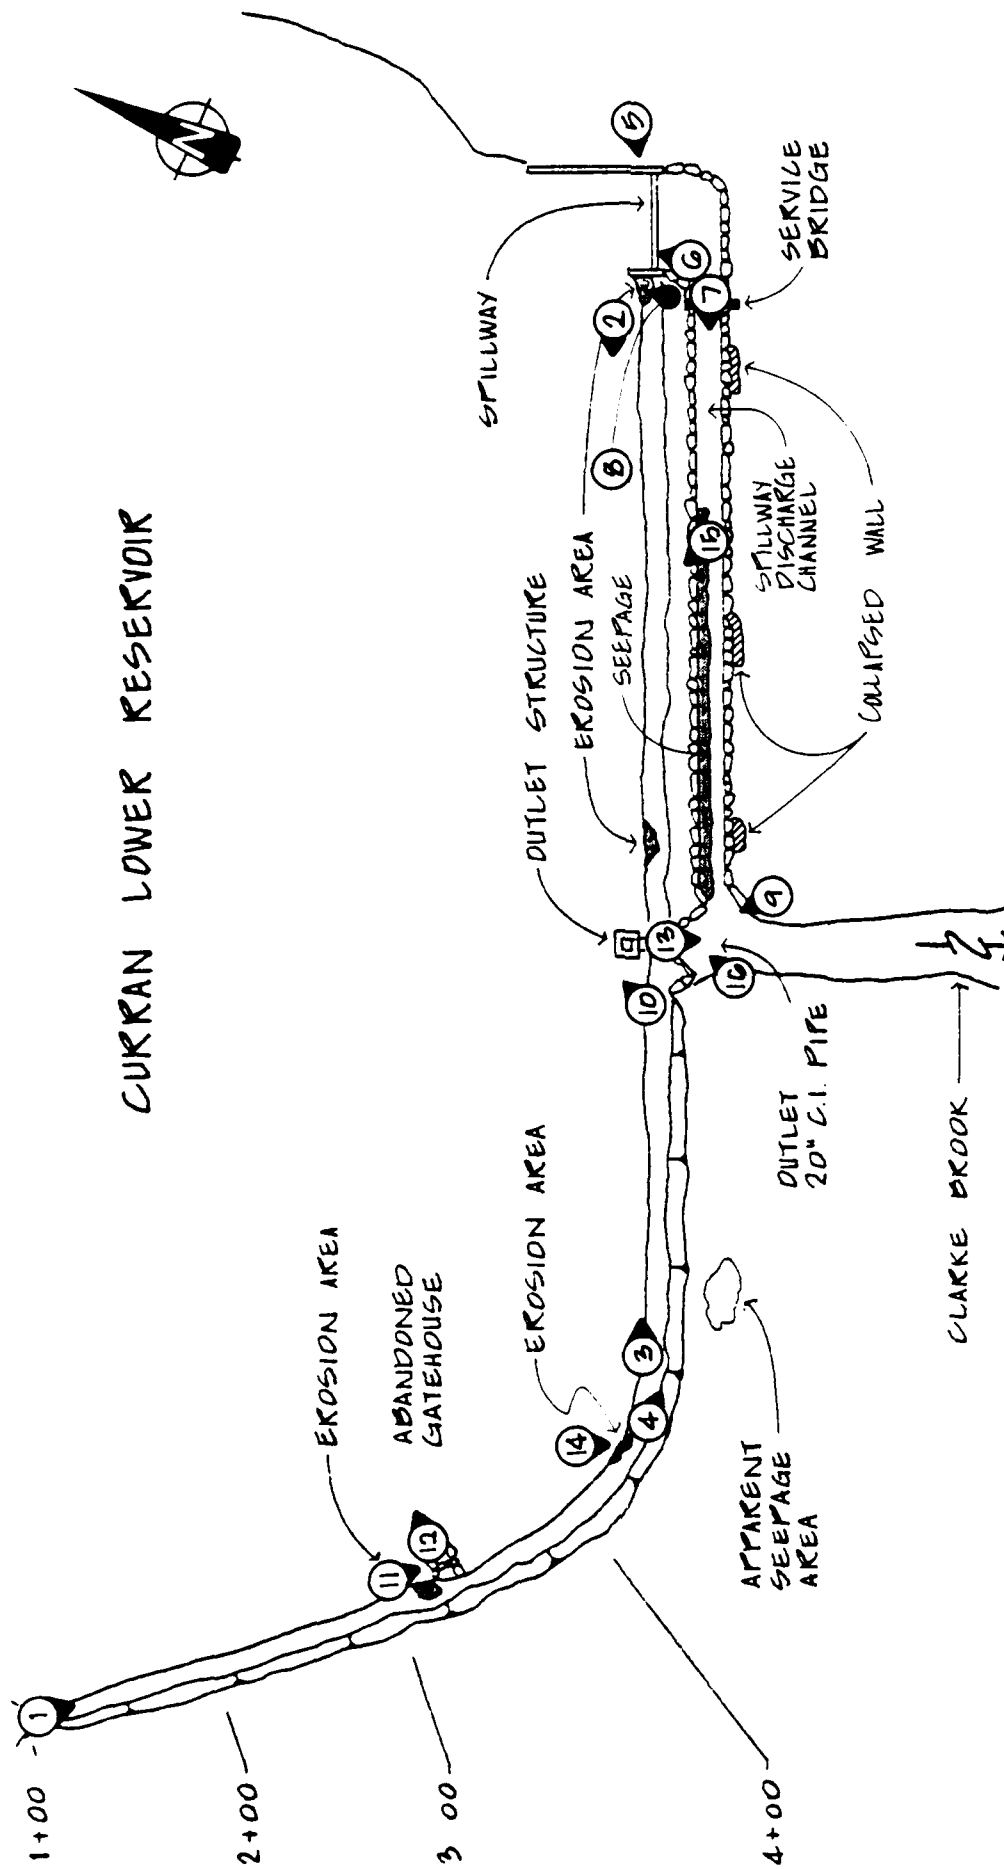 CURRAN LOWER RESERVOIR
N
1+00
2+00
3 00
4+00
1
11
12
EROSION AREA
ABANDONED
GATEHOUSE
14
4
3
EROSION AREA
APPARENT
SEEPAGE
AREA
10
13
16
9
OUTLET STRUCTURE
OUTLET
20" C.I. PIPE
CLARKE BROOK
EROSION AREA
SEEPAGE
15
8
2
7
6
5
SPILLWAY
SPILLWAY
DISCHARGE
CHANNEL
COLLAPSED WALL
SERVICE
BRIDGE